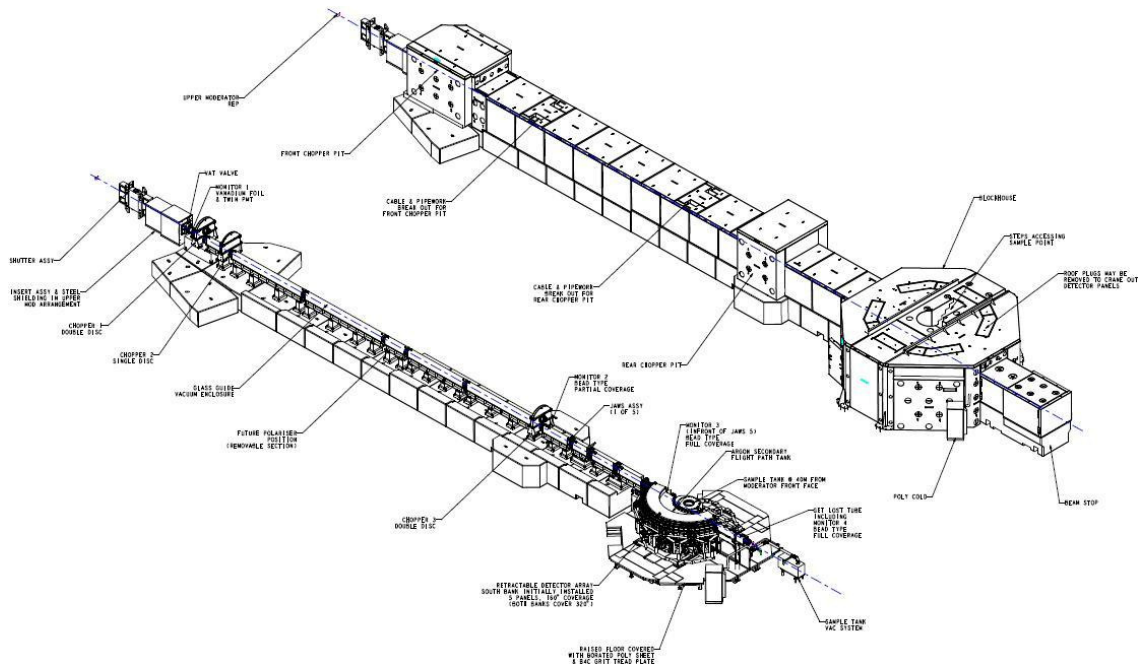 UPPER MODERATOR
REF
FRONT CHOPPER PIT
CABLE & PIPEWORK
BREAK OUT FOR
FRONT CHOPPER PIT
CABLE & PIPEWORK
BREAK OUT FOR
REAR CHOPPER PIT
REAR CHOPPER PIT
BLOCKHOUSE
STEPS ACCESSING
SAMPLE POINT
ROOF PLUGS MAY BE
REMOVED TO CRANE OUT
DETECTOR PANELS
POLY COLD
BEAM STOP
VAT VALVE
MONITOR 1
VANADIUM FOIL
& TWIN PMT
SHUTTER ASSY
INSERT ASSY & STEEL
SHIELDING IN UPPER
MOD ARRANGEMENT
CHOPPER 1
DOUBLE DISC
CHOPPER 2
SINGLE DISC
GLASS GUIDE
VACUUM ENCLOSURE
FUTURE POLARISER
POSITION
(REMOVABLE SECTION)
MONITOR 2
BEAD TYPE
PARTIAL COVERAGE
JAWS ASSY
(1 OF 5)
MONITOR 3
(INFRONT OF JAWS 5)
BEAD TYPE
FULL COVERAGE
ARGON SECONDARY
FLIGHT PATH TANK
SAMPLE TANK @ 40M FROM
MODERATOR FRONT FACE
GET LOST TUBE
INCLUDING
MONITOR 4
BEAD TYPE
FULL COVERAGE
CHOPPER 3
DOUBLE DISC
RETRACTABLE DETECTOR ARRAY
SOUTH BANK INITIALLY INSTALLED
5 PANELS, 160° COVERAGE
(BOTH BANKS COVER 320°)
SAMPLE TANK
VAC SYSTEM
RAISED FLOOR COVERED
WITH BORATED POLY SHEET
& B4C GRIT TREAD PLATE